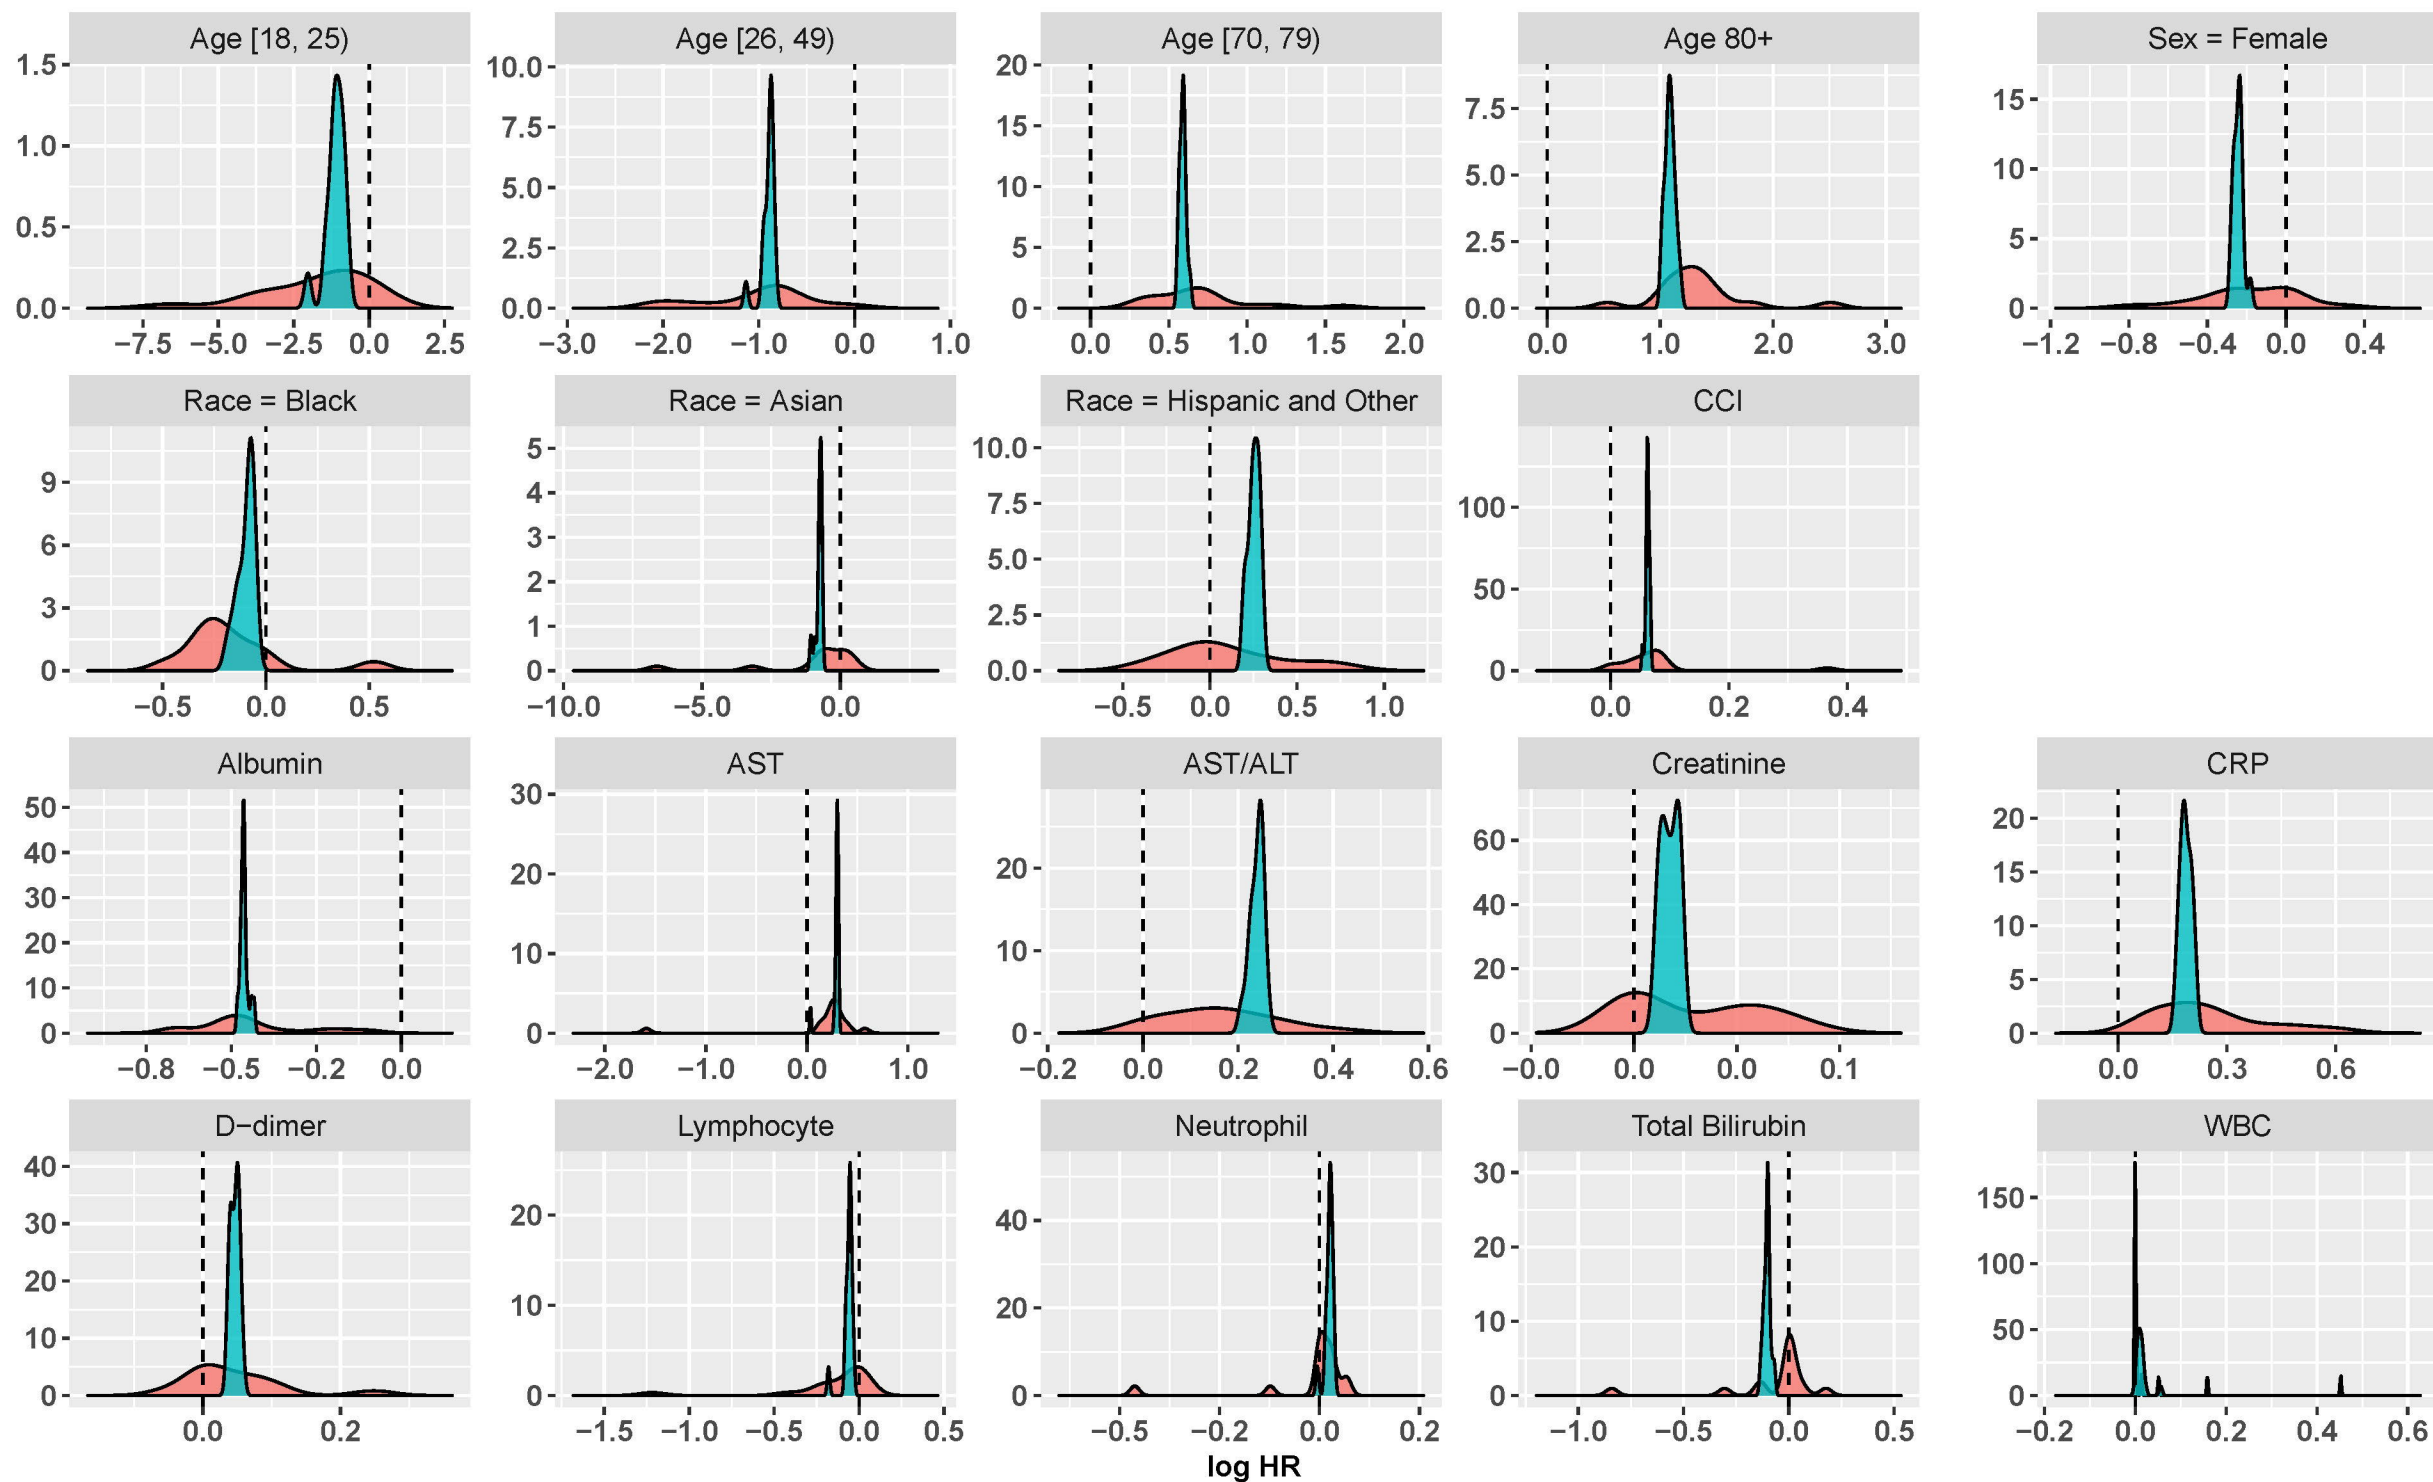 Age [18, 25) Age [26, 49) Age [70, 79) Age 80+ Sex = Female
1.5 10.0 20 7.5 15
1.0 7.5 15 5.0 10
0.5 5.0 10 2.5 5
0.0 2.5 5 0.0 0
0.0 0
−7.5 −5.0 −2.5 0.0 2.5 −3.0 −2.0 −1.0 0.0 1.0 0.0 0.5 1.0 1.5 2.0 0.0 1.0 2.0 3.0 −1.2 −0.8 −0.4 0.0 0.4
Race = Black Race = Asian Race = Hispanic and Other CCI
9 5 10.0 100
6 4 7.5 50
3 3 5.0 0
0 2 2.5
1 0.0
0
−0.5 0.0 0.5 −10.0 −5.0 0.0 −0.5 0.0 0.5 1.0 0.0 0.2 0.4
Albumin AST AST/ALT Creatinine CRP
50 30 20 60 20
40 20 10 40 15
30 10 0 20 10
20 0 0 5
10 0
0
−0.8 −0.5 −0.2 0.0 −2.0 −1.0 0.0 1.0 −0.2 0.0 0.2 0.4 0.6 −0.0 0.0 0.0 0.1 0.0 0.3 0.6
D−dimer Lymphocyte Neutrophil Total Bilirubin WBC
40 20 40 30 150
30 10 20 20 100
20 0 0 10 50
10 0 0
0
0.0 0.2 −1.5 −1.0 −0.5 0.0 0.5 −0.5 −0.2 0.0 0.2 −1.0 −0.5 0.0 0.5 −0.2 0.0 0.2 0.4 0.6
log HR